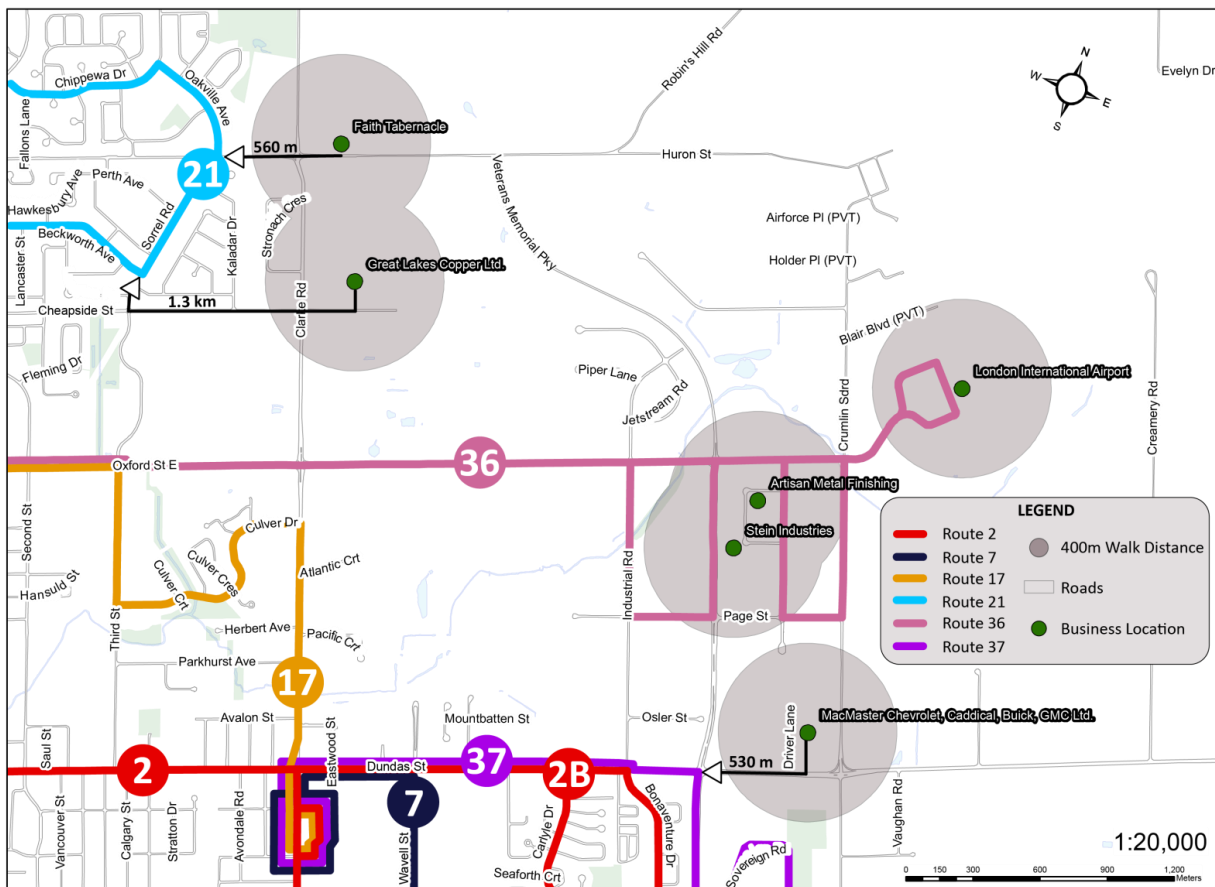 Robin's Hill Rd
N
W
E
S
Evelyn Dr
Chippewa Dr
Oakville Ave
Fallons Lane
Faith Tabernacle
560 m
Huron St
21
Perth Ave
Hawkesbury Ave
Sorrel Rd
Kaladar Dr
Stronach Cres
Veterans Memorial Pky
Airforce Pl (PVT)
Beckworth Ave
Lancaster St
Holder Pl (PVT)
Great Lakes Copper Ltd.
1.3 km
Cheapside St
Clarke Rd
Blair Blvd (PVT)
Fleming Dr
Piper Lane
Jetstream Rd
Crumlin Sdrd
London International Airport
Creamery Rd
Oxford St E
36
Artisan Metal Finishing
Stein Industries
Second St
Culver Dr
Culver Cres
Culver Crt
Atlantic Crt
Industrial Rd
Hansuld St
Third St
Herbert Ave
Pacific Crt
Page St
LEGEND
Route 2
Route 7
Route 17
Route 21
Route 36
Route 37
400m Walk Distance
Roads
Business Location
Parkhurst Ave
17
Avalon St
Eastwood St
Mountbatten St
Osler St
Driver Lane
MacMaster Chevrolet, Caddical, Buick, GMC Ltd.
Saul St
2
Dundas St
37
2B
530 m
7
Vancouver St
Calgary St
Stratton Dr
Avondale Rd
Wavell St
Carlyle Dr
Seaforth Crt
Bonaventure Dr
Sovereign Rd
Vaughan Rd
1:20,000
0 150 300 600 900 1,200
Meters